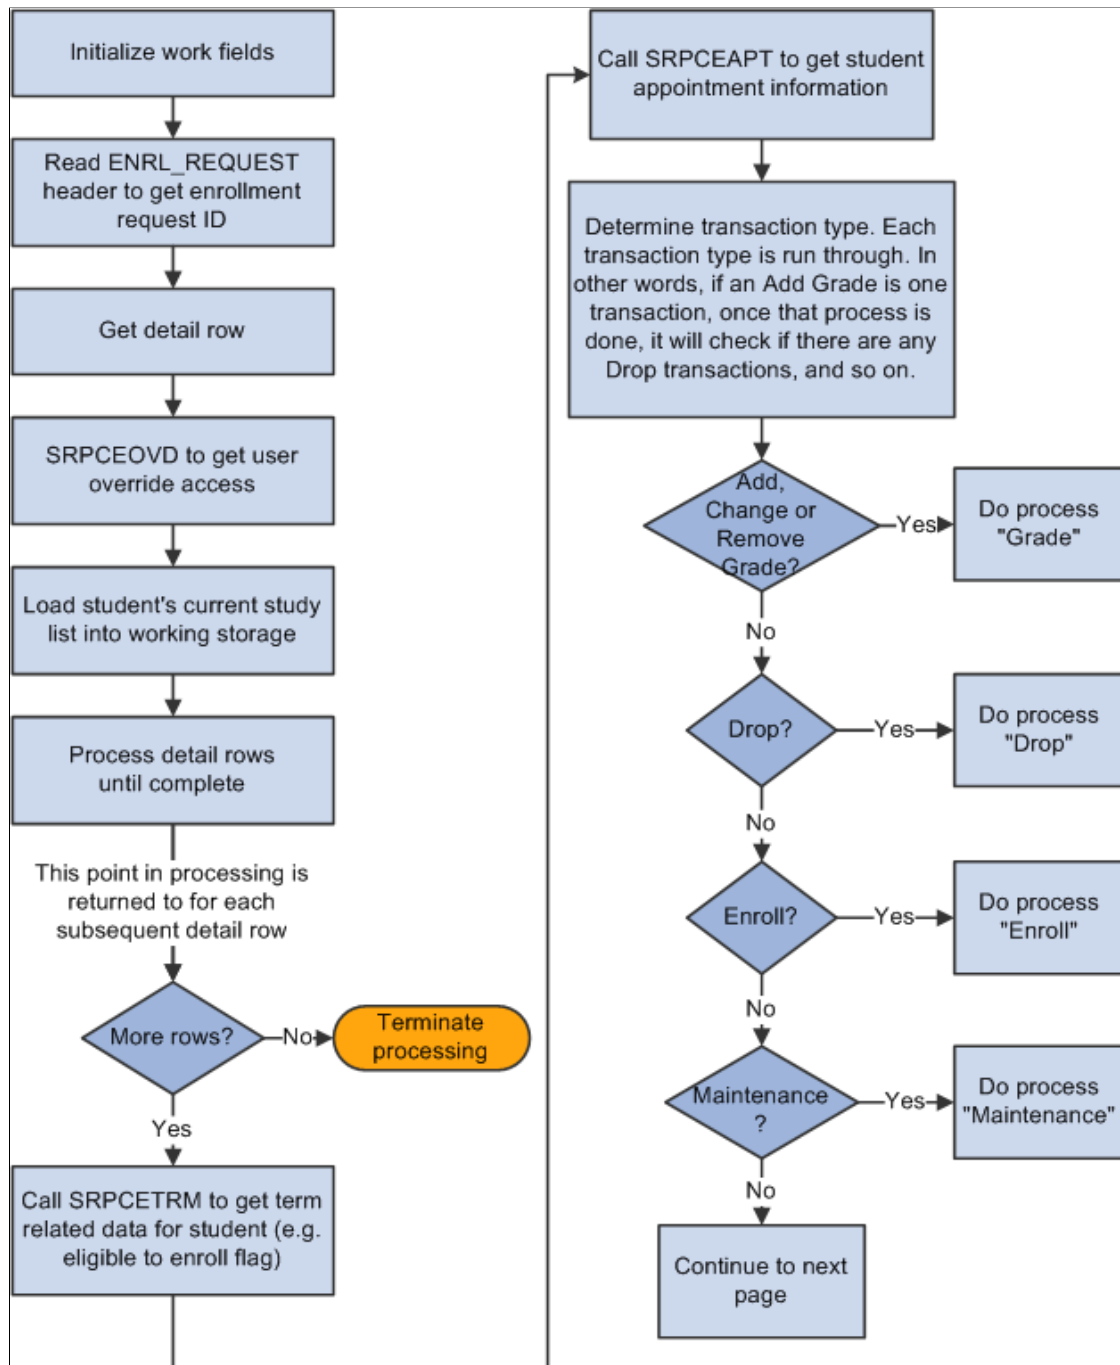 Initialize work fields
Read ENRL_REQUEST
header to get enrollment
request ID
Get detail row
SRPCEOVD to get user
override access
Load student's current study
list into working storage
Process detail rows
until complete
This point in processing is
returned to for each
subsequent detail row
More rows?
No
Terminate
processing
Yes
Call SRPCETRM to get term
related data for student (e.g.
eligible to enroll flag)
Call SRPCEAPT to get student
appointment information
Determine transaction type. Each
transaction type is run through. In
other words, if an Add Grade is one
transaction, once that process is
done, it will check if there are any
Drop transactions, and so on.
Add,
Change or
Remove
Grade?
Yes
Do process
"Grade"
No
Drop?
Yes
Do process
"Drop"
No
Enroll?
Yes
Do process
"Enroll"
No
Maintenance
?
Yes
Do process
"Maintenance"
No
Continue to next
page